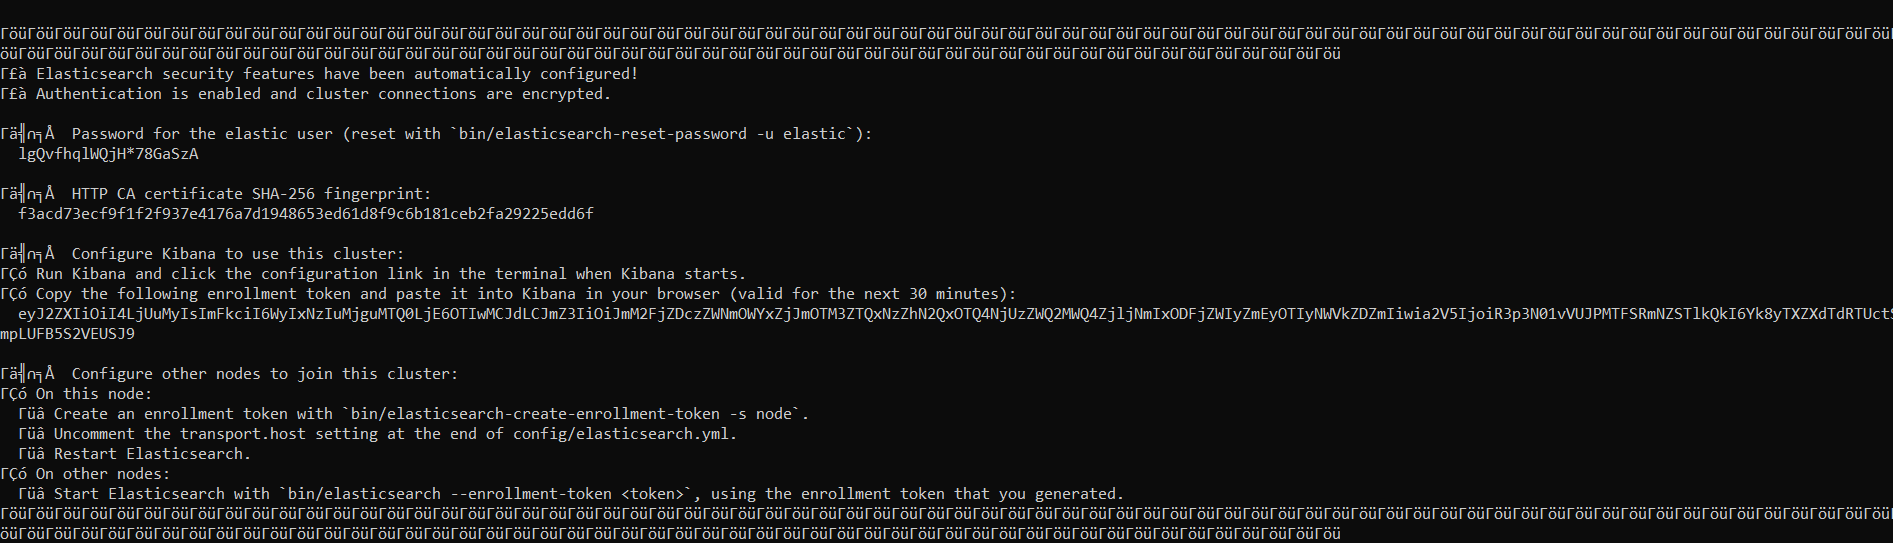 ΓöüΓöüΓöüΓöüΓöüΓöüΓöüΓöüΓöüΓöüΓöüΓöüΓöüΓöüΓöüΓöüΓöüΓöüΓöüΓöüΓöüΓöüΓöüΓöüΓöüΓöüΓöüΓöüΓöüΓöüΓöüΓöüΓöüΓöüΓöüΓöüΓöüΓöüΓöüΓöüΓöüΓöüΓöüΓöüΓöüΓöüΓöüΓöüΓöüΓöüΓöüΓöüΓöüΓöüΓöüΓöüΓöüΓöüΓöüΓöüΓöüΓöüΓöüΓöüΓöüΓöüΓöüΓöüΓöüΓöüΓ
öüΓöüΓöüΓöüΓöüΓöüΓöüΓöüΓöüΓöüΓöüΓöüΓöüΓöüΓöüΓöüΓöüΓöüΓöüΓöüΓöüΓöüΓöüΓöüΓöüΓöüΓöüΓöüΓöüΓöüΓöüΓöüΓöüΓöüΓöüΓöüΓöüΓöüΓöüΓöüΓöüΓöüΓöüΓöüΓöüΓöüΓöüΓöüΓöüΓöü
Γ£à Elasticsearch security features have been automatically configured!
Γ£à Authentication is enabled and cluster connections are encrypted.
Γä╣∩╕Å  Password for the elastic user (reset with `bin/elasticsearch-reset-password -u elastic`):
lgQvfhqlWQjH*78GaSzA
Γä╣∩╕Å  HTTP CA certificate SHA-256 fingerprint:
f3acd73ecf9f1f2f937e4176a7d1948653ed61d8f9c6b181ceb2fa29225edd6f
Γä╣∩╕Å  Configure Kibana to use this cluster:
ΓÇó Run Kibana and click the configuration link in the terminal when Kibana starts.
ΓÇó Copy the following enrollment token and paste it into Kibana in your browser (valid for the next 30 minutes):
eyJ2ZXIiOiI4LjUuMyIsImFkciI6WyIxNzIuMjguMTQ0LjE6OTIwMCJdLCJmZ3IiOiJmM2FjZDczZWNmOWYxZjJmOTM3ZTQxNzZhN2QxOTQ4NjUzZWQ2MWQ4ZjljNmIxODFjZWIyZmEyOTIyNWVkZDZmIiwia2V5IjoiR3p3N01vVUJPMTFSRmNZSTlkQkI6Yk8yTXZXdTdRTUctS
mpLUFB5S2VEUSJ9
Γä╣∩╕Å  Configure other nodes to join this cluster:
ΓÇó On this node:
Γüâ Create an enrollment token with `bin/elasticsearch-create-enrollment-token -s node`.
Γüâ Uncomment the transport.host setting at the end of config/elasticsearch.yml.
Γüâ Restart Elasticsearch.
ΓÇó On other nodes:
Γüâ Start Elasticsearch with `bin/elasticsearch --enrollment-token <token>`, using the enrollment token that you generated.
ΓöüΓöüΓöüΓöüΓöüΓöüΓöüΓöüΓöüΓöüΓöüΓöüΓöüΓöüΓöüΓöüΓöüΓöüΓöüΓöüΓöüΓöüΓöüΓöüΓöüΓöüΓöüΓöüΓöüΓöüΓöüΓöüΓöüΓöüΓöüΓöüΓöüΓöüΓöüΓöüΓöüΓöüΓöüΓöüΓöüΓöüΓöüΓöüΓöüΓöüΓöüΓöüΓöüΓöüΓöüΓöüΓöüΓöüΓöüΓöüΓöüΓöüΓöüΓöüΓöüΓöüΓöüΓöüΓöüΓöüΓ
öüΓöüΓöüΓöüΓöüΓöüΓöüΓöüΓöüΓöüΓöüΓöüΓöüΓöüΓöüΓöüΓöüΓöüΓöüΓöüΓöüΓöüΓöüΓöüΓöüΓöüΓöüΓöüΓöüΓöüΓöüΓöüΓöüΓöüΓöüΓöüΓöüΓöüΓöüΓöüΓöüΓöüΓöüΓöüΓöüΓöüΓöüΓöüΓöüΓöü